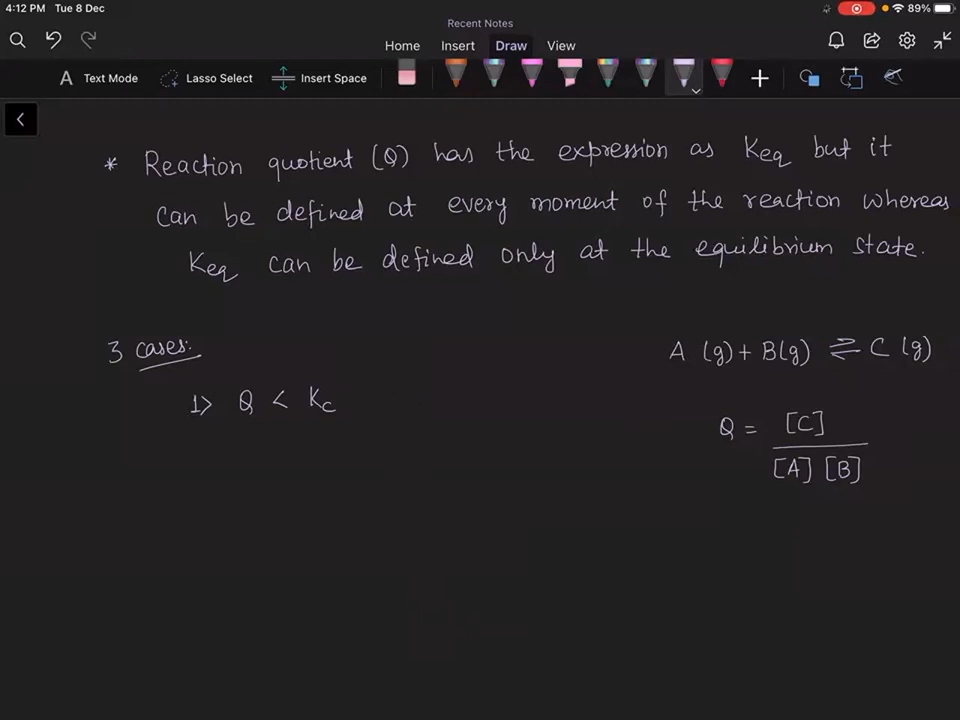 4:12 PM Tue 8 Dec
89%
Recent Notes
Home Insert Draw View
Text Mode Lasso Select Insert Space
* Reaction quotient (Q) has the expression as Keq but it
can be defined at every moment of the reaction whereas
Keq can be defined only at the equilibrium state.
3 cases:
A (g) + B(g) ⇌ C (g)
1> Q < Kc
Q = [C]
[A] [B]